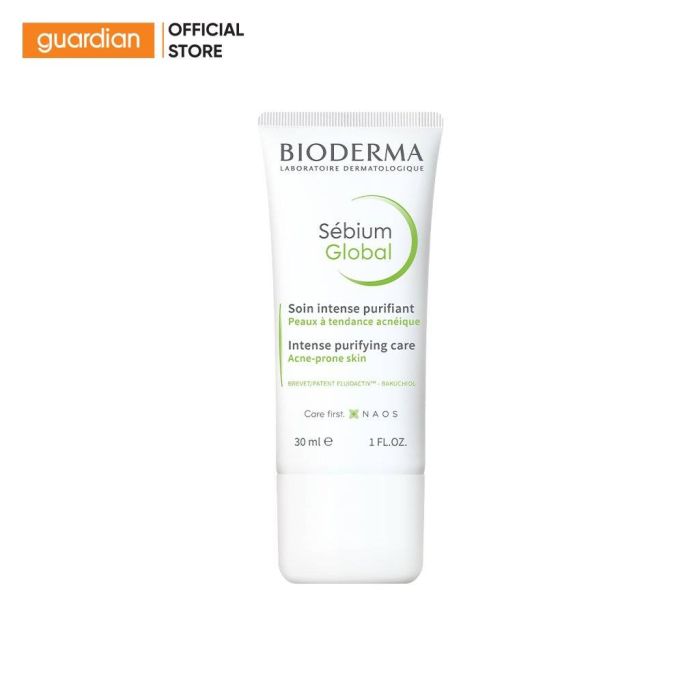 guardian
OFFICIAL
STORE
BIODERMA
LABORATOIRE DERMATOLOGIQUE
Sébium
Global
Soin intense purifiant
Peaux à tendance acnéique
Intense purifying care
Acne-prone skin
BREVET/PATENT FLUIDACTIV™ - BAKUCHIOL
Care first. NAOS
30 ml ℮ 1 FL.OZ.